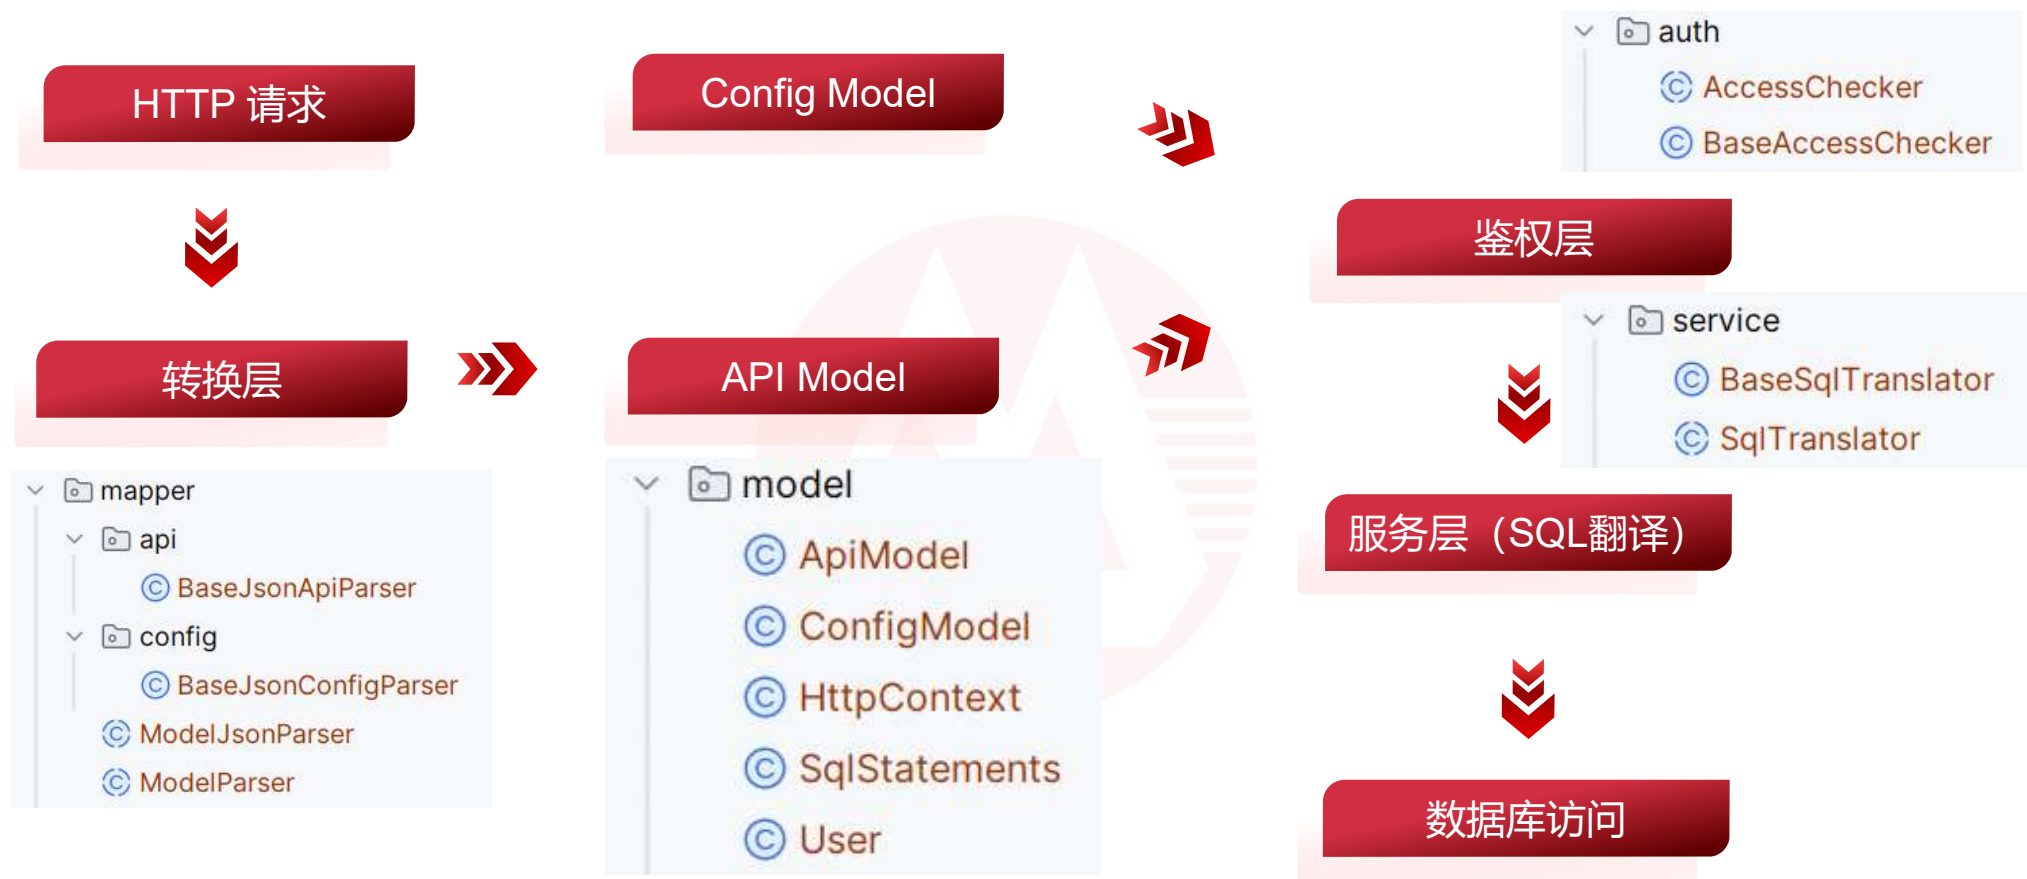 HTTP 请求
转换层
mapper
api
BaseJsonApiParser
config
BaseJsonConfigParser
ModelJsonParser
ModelParser
Config Model
API Model
model
ApiModel
ConfigModel
HttpContext
SqlStatements
User
auth
AccessChecker
BaseAccessChecker
鉴权层
service
BaseSqlTranslator
SqlTranslator
服务层（SQL翻译）
数据库访问